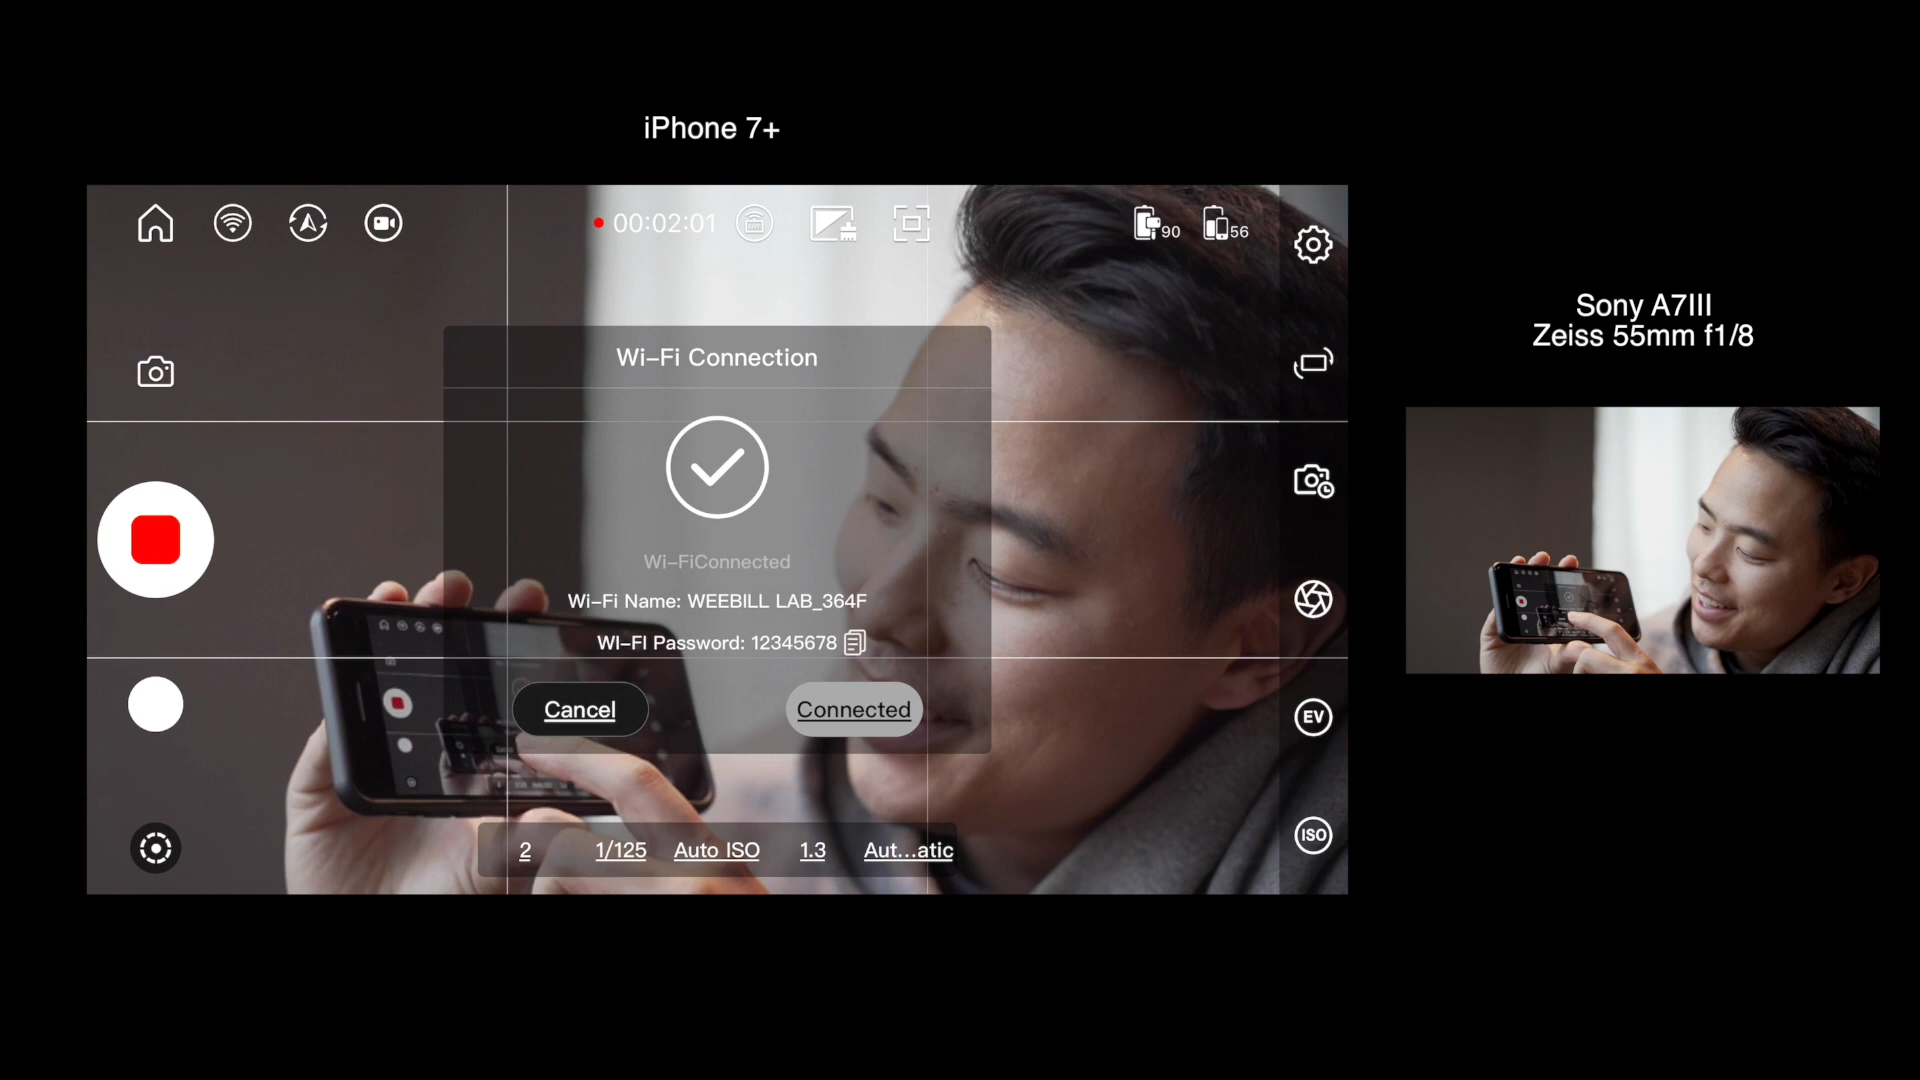 iPhone 7+
00:02:01
90
56
Sony A7III
Zeiss 55mm f1/8
Wi–Fi Connection
Wi–FiConnected
Wi–Fi Name: WEEBILL LAB_364F
WI–FI Password: 12345678
Cancel
Connected
EV
ISO
2
1/125
Auto ISO
1.3
Aut...atic